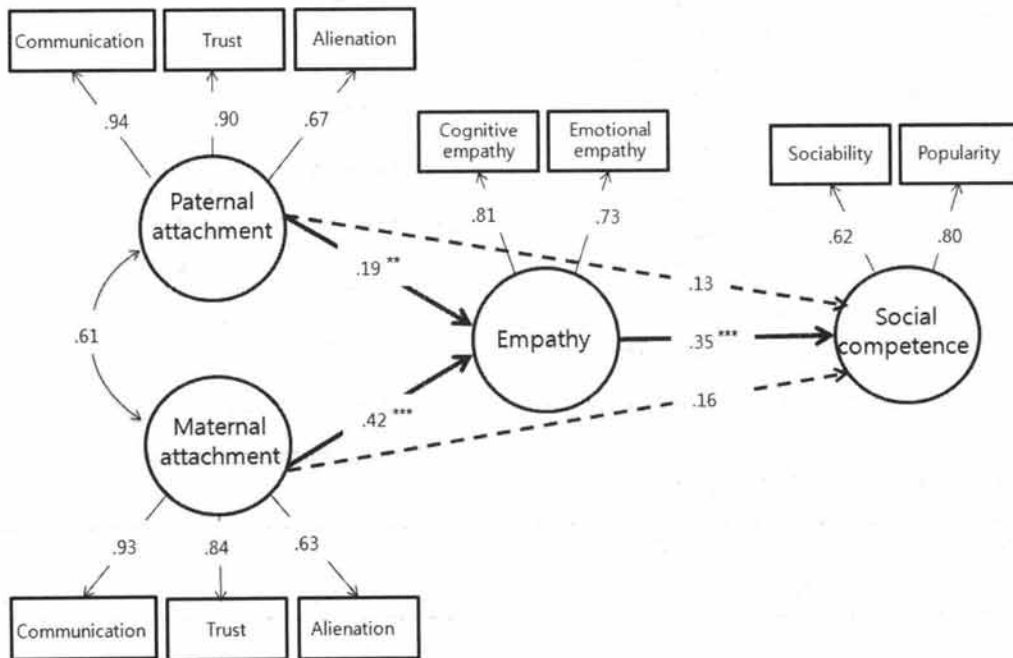 Communication
Trust
Alienation
.94
.90
.67
Cognitive
empathy
Emotional
empathy
Sociability
Popularity
Paternal
attachment
.81
.73
.62
.80
.19 **
.13
.61
Empathy
.35 ***
Social
competence
.42 ***
.16
Maternal
attachment
.93
.84
.63
Communication
Trust
Alienation